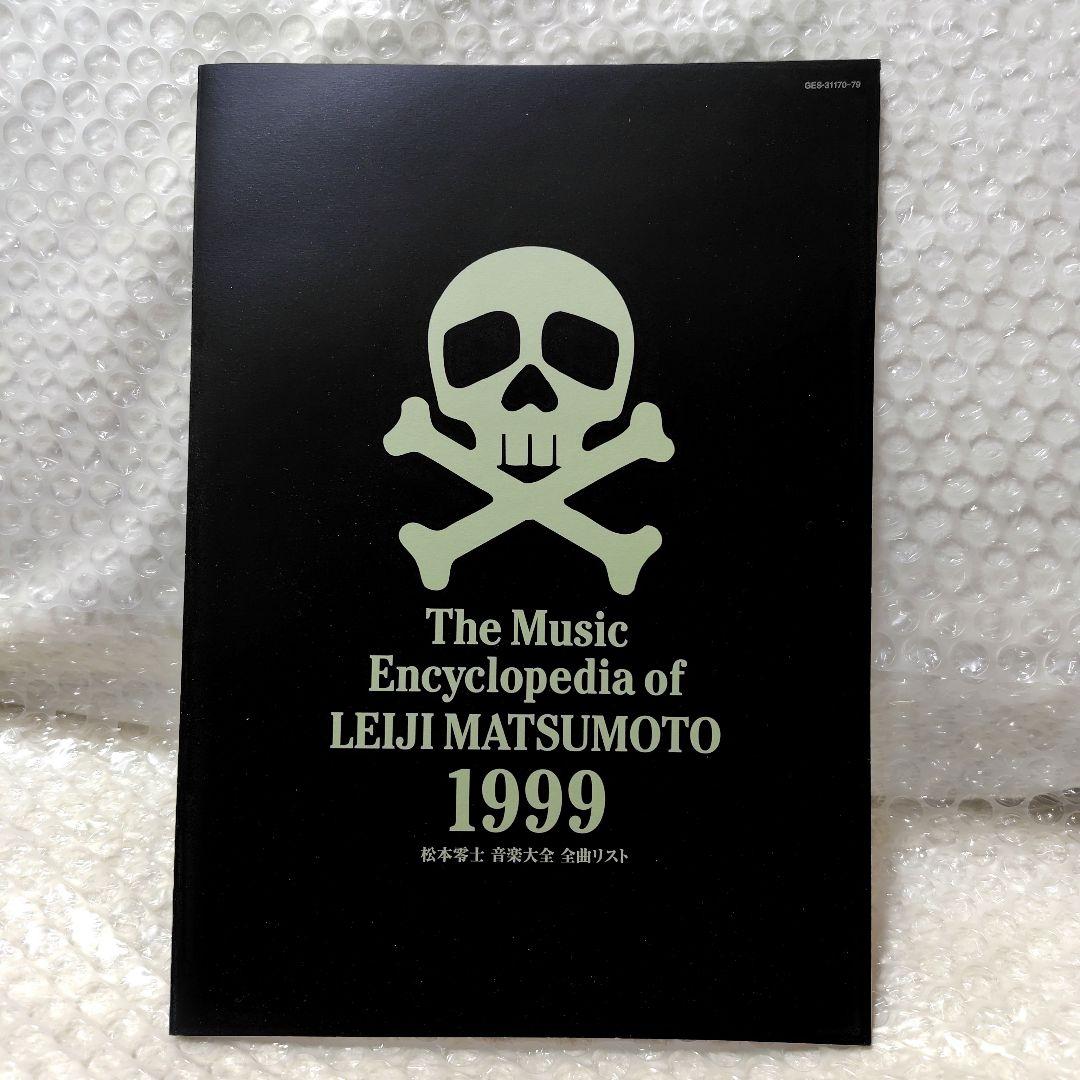 GES-31170-79
The Music
Encyclopedia of
LEIJI MATSUMOTO
1999
松本零士 音楽大全 全曲リスト